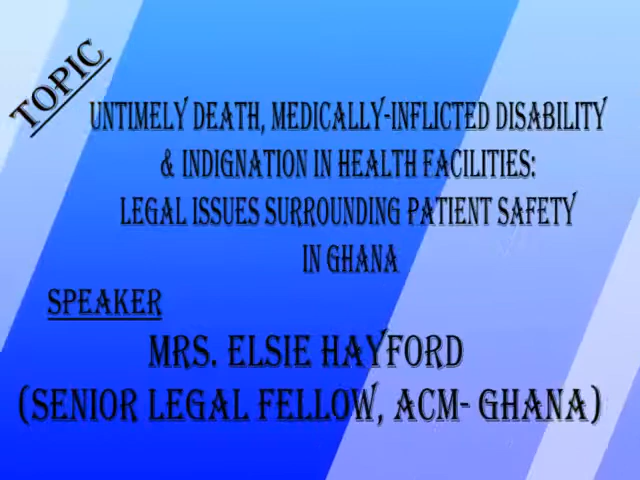 TOPIC
UNTIMELY DEATH, MEDICALLY-INFLICTED DISABILITY
& INDIGNATION IN HEALTH FACILITIES:
LEGAL ISSUES SURROUNDING PATIENT SAFETY
IN GHANA
SPEAKER
MRS. ELSIE HAYFORD
(SENIOR LEGAL FELLOW, ACM- GHANA)